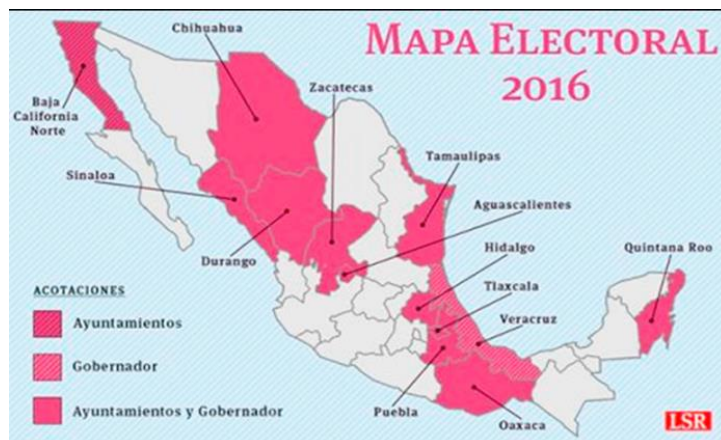 MAPA ELECTORAL
2016
Chihuahua
Zacatecas
Baja
California
Norte
Tamaulipas
Sinaloa
Aguascalientes
Durango
Hidalgo
Quintana Roo
Tlaxcala
Veracruz
Puebla
Oaxaca
ACOTACIONES
Ayuntamientos
Gobernador
Ayuntamientos y Gobernador
LSR